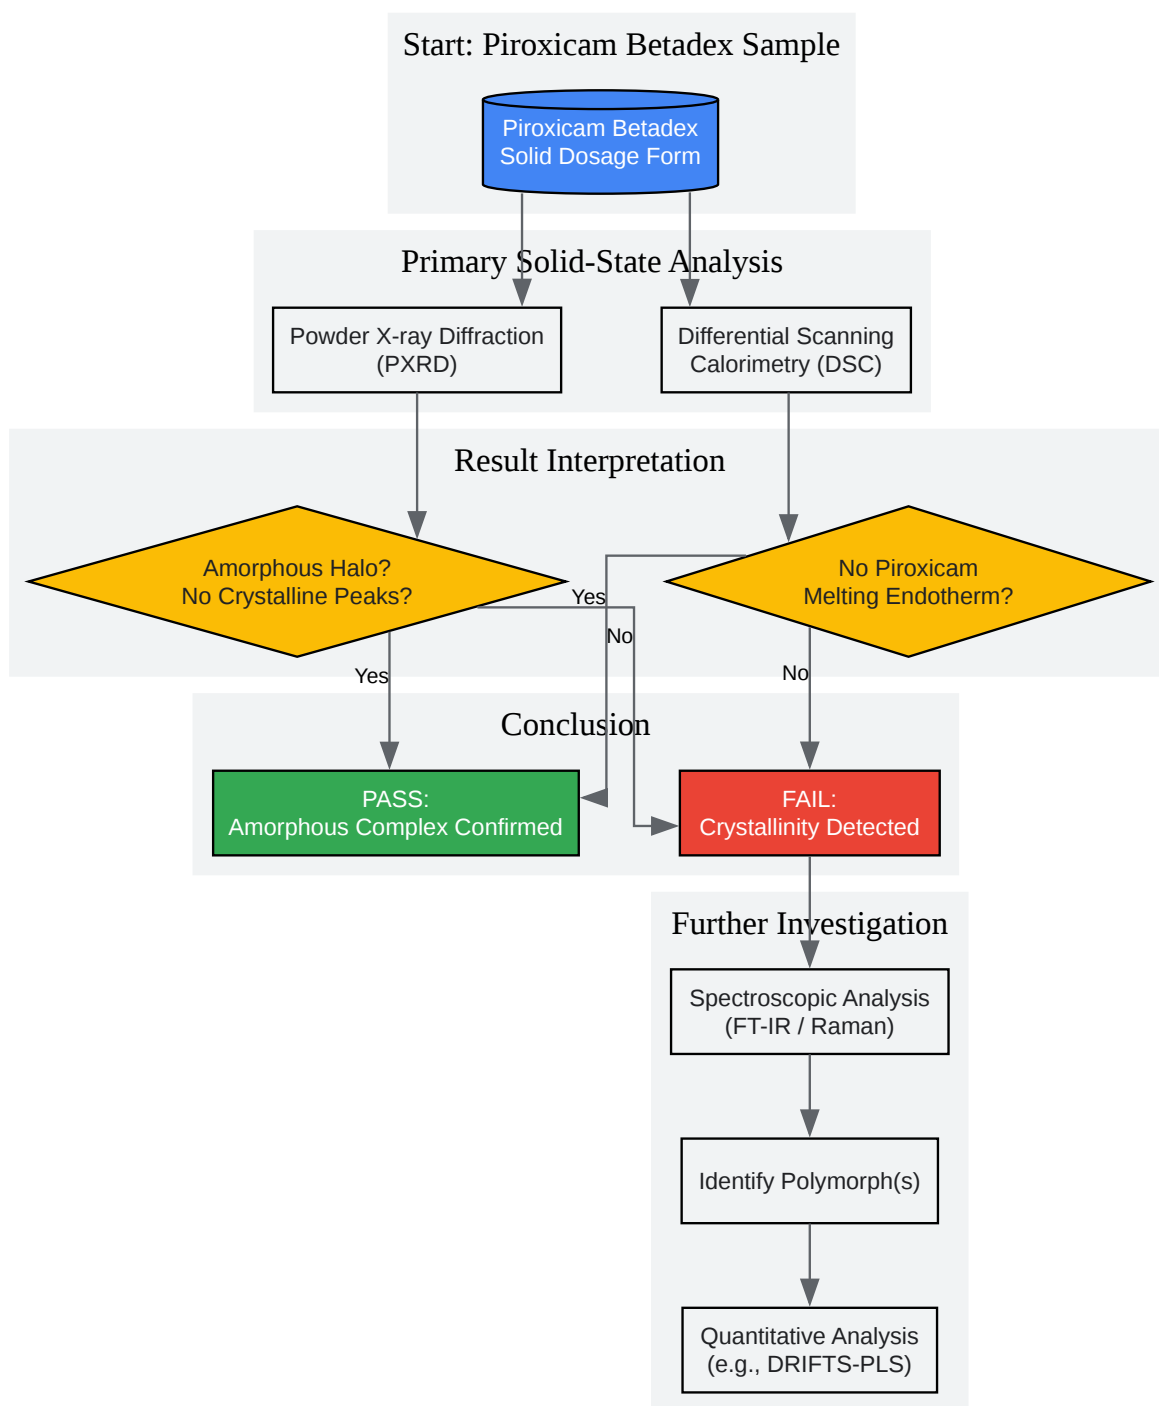 Start: Piroxicam Betadex Sample
Piroxicam Betadex
Solid Dosage Form
Primary Solid-State Analysis
Powder X-ray Diffraction
(PXRD)
Differential Scanning
Calorimetry (DSC)
Result Interpretation
Amorphous Halo?
No Crystalline Peaks?
No Piroxicam
Melting Endotherm?
Yes
No
Yes
No
Conclusion
PASS:
Amorphous Complex Confirmed
FAIL:
Crystallinity Detected
Further Investigation
Spectroscopic Analysis
(FT-IR / Raman)
Identify Polymorph(s)
Quantitative Analysis
(e.g., DRIFTS-PLS)